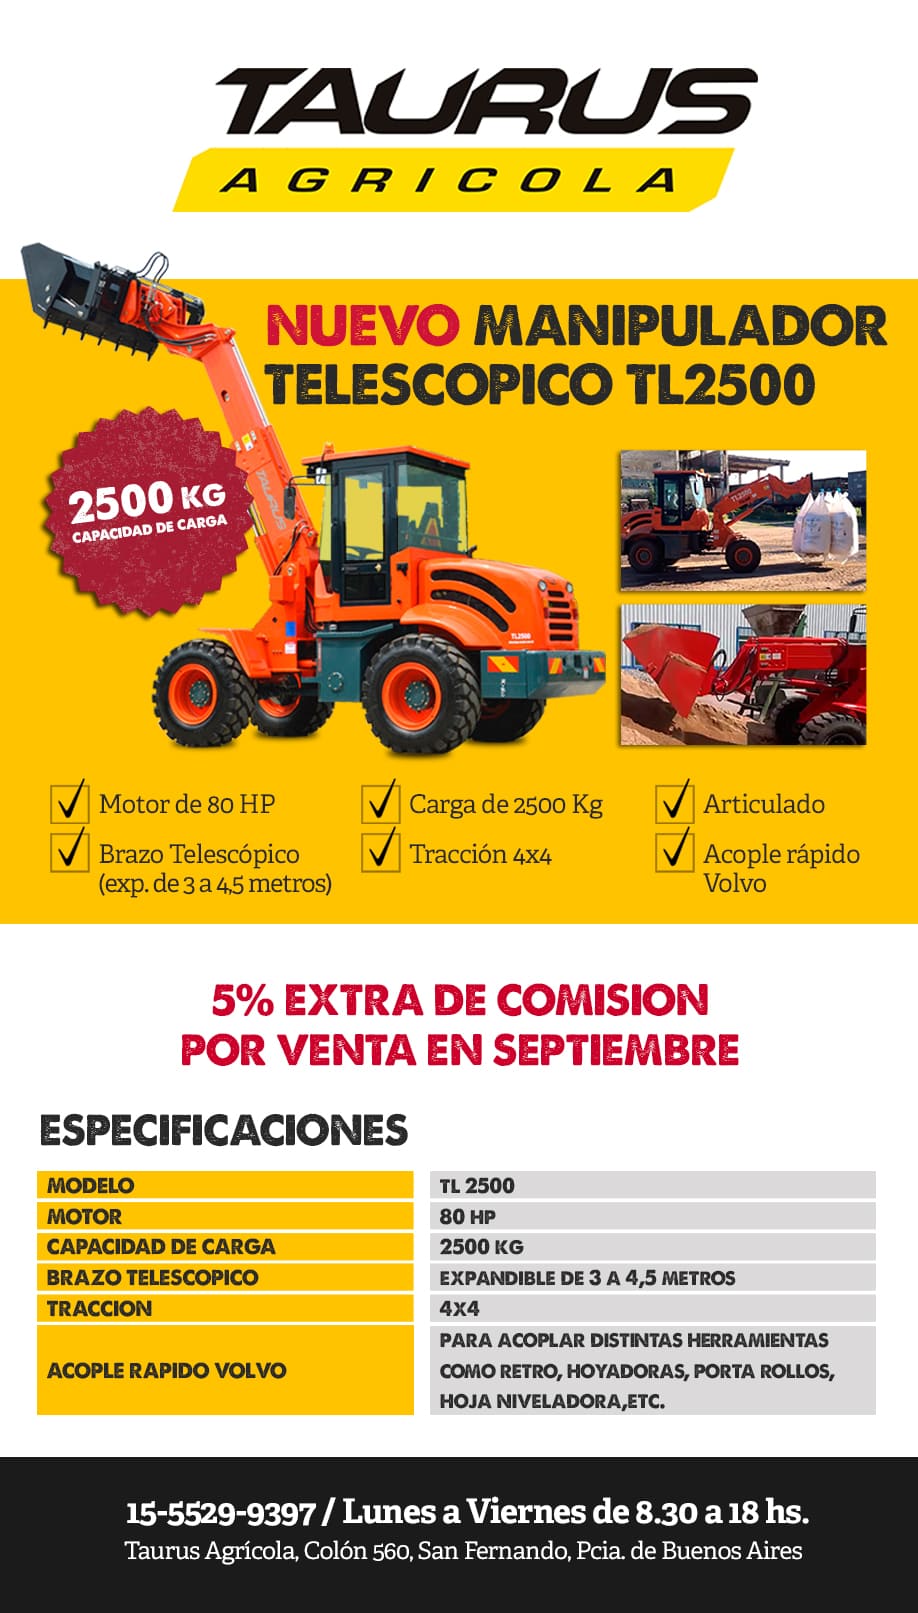 TAURUS
AGRICOLA
NUEVO MANIPULADOR
TELESCOPICO TL2500
2500 KG
CAPACIDAD DE CARGA
TAURUS
TL2500
TL2500
Motor de 80 HP
Carga de 2500 Kg
Articulado
Brazo Telescópico
(exp. de 3 a 4,5 metros)
Tracción 4x4
Acople rápido
Volvo
5% EXTRA DE COMISION
POR VENTA EN SEPTIEMBRE
ESPECIFICACIONES
MODELO TL 2500
MOTOR 80 HP
CAPACIDAD DE CARGA 2500 KG
BRAZO TELESCOPICO EXPANDIBLE DE 3 A 4,5 METROS
TRACCION 4X4
ACOPLE RAPIDO VOLVO
PARA ACOPLAR DISTINTAS HERRAMIENTAS
COMO RETRO, HOYADORAS, PORTA ROLLOS,
HOJA NIVELADORA,ETC.
15-5529-9397 / Lunes a Viernes de 8.30 a 18 hs.
Taurus Agrícola, Colón 560, San Fernando, Pcia. de Buenos Aires